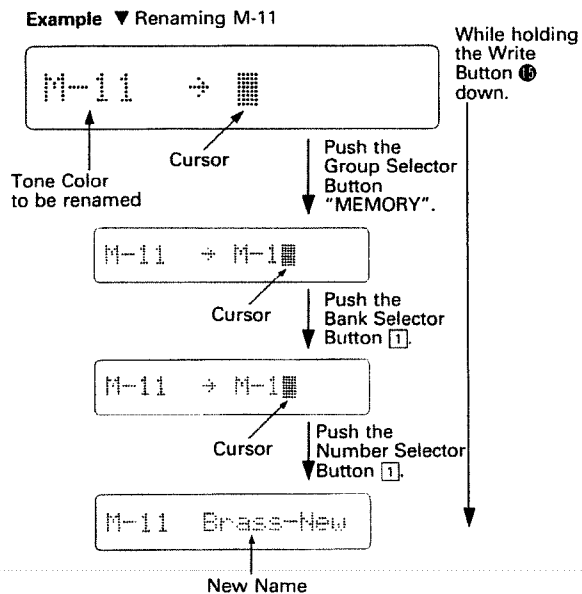 Example ▼ Renaming M-11
While holding
the Write
Button ⓯
down.
M-11 → 
Cursor
Tone Color
to be renamed
Push the
Group Selector
Button
"MEMORY".
M-11 → M-1
Cursor
Push the
Bank Selector
Button 1.
M-11 → M-1
Cursor
Push the
Number Selector
Button 1.
M-11 Brass-New
New Name